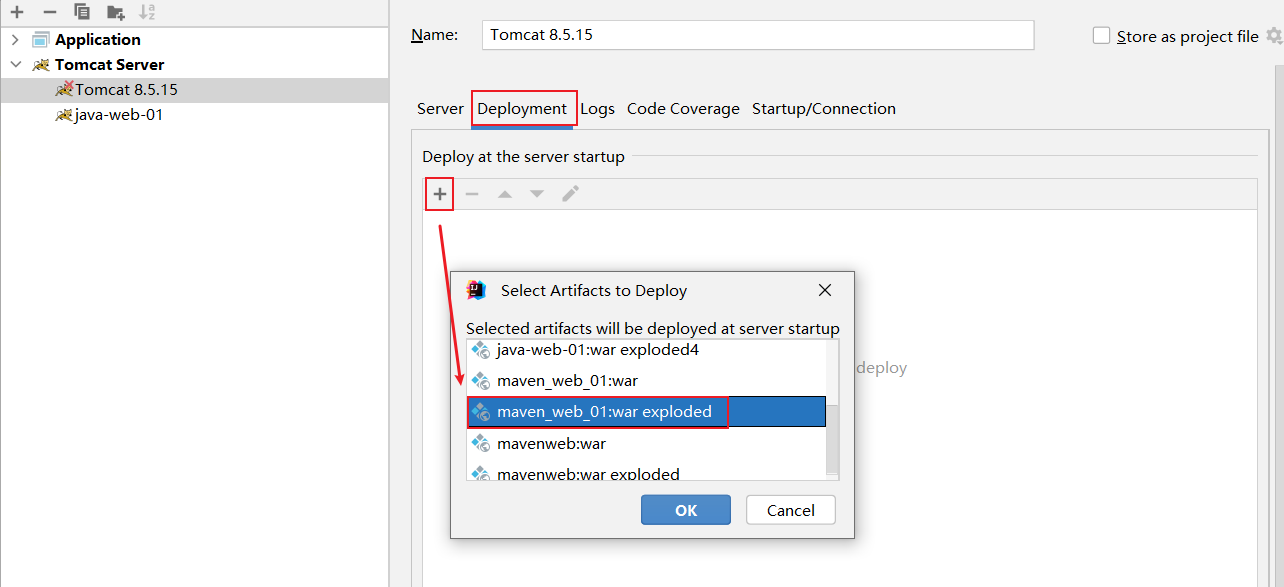 Application
Tomcat Server
Tomcat 8.5.15
java-web-01
Name:
Tomcat 8.5.15
Store as project file
Server
Deployment
Logs
Code Coverage
Startup/Connection
Deploy at the server startup
deploy
Select Artifacts to Deploy
Selected artifacts will be deployed at server startup
java-web-01:war exploded4
maven_web_01:war
maven_web_01:war exploded
mavenweb:war
mavenweb:war exploded
OK
Cancel